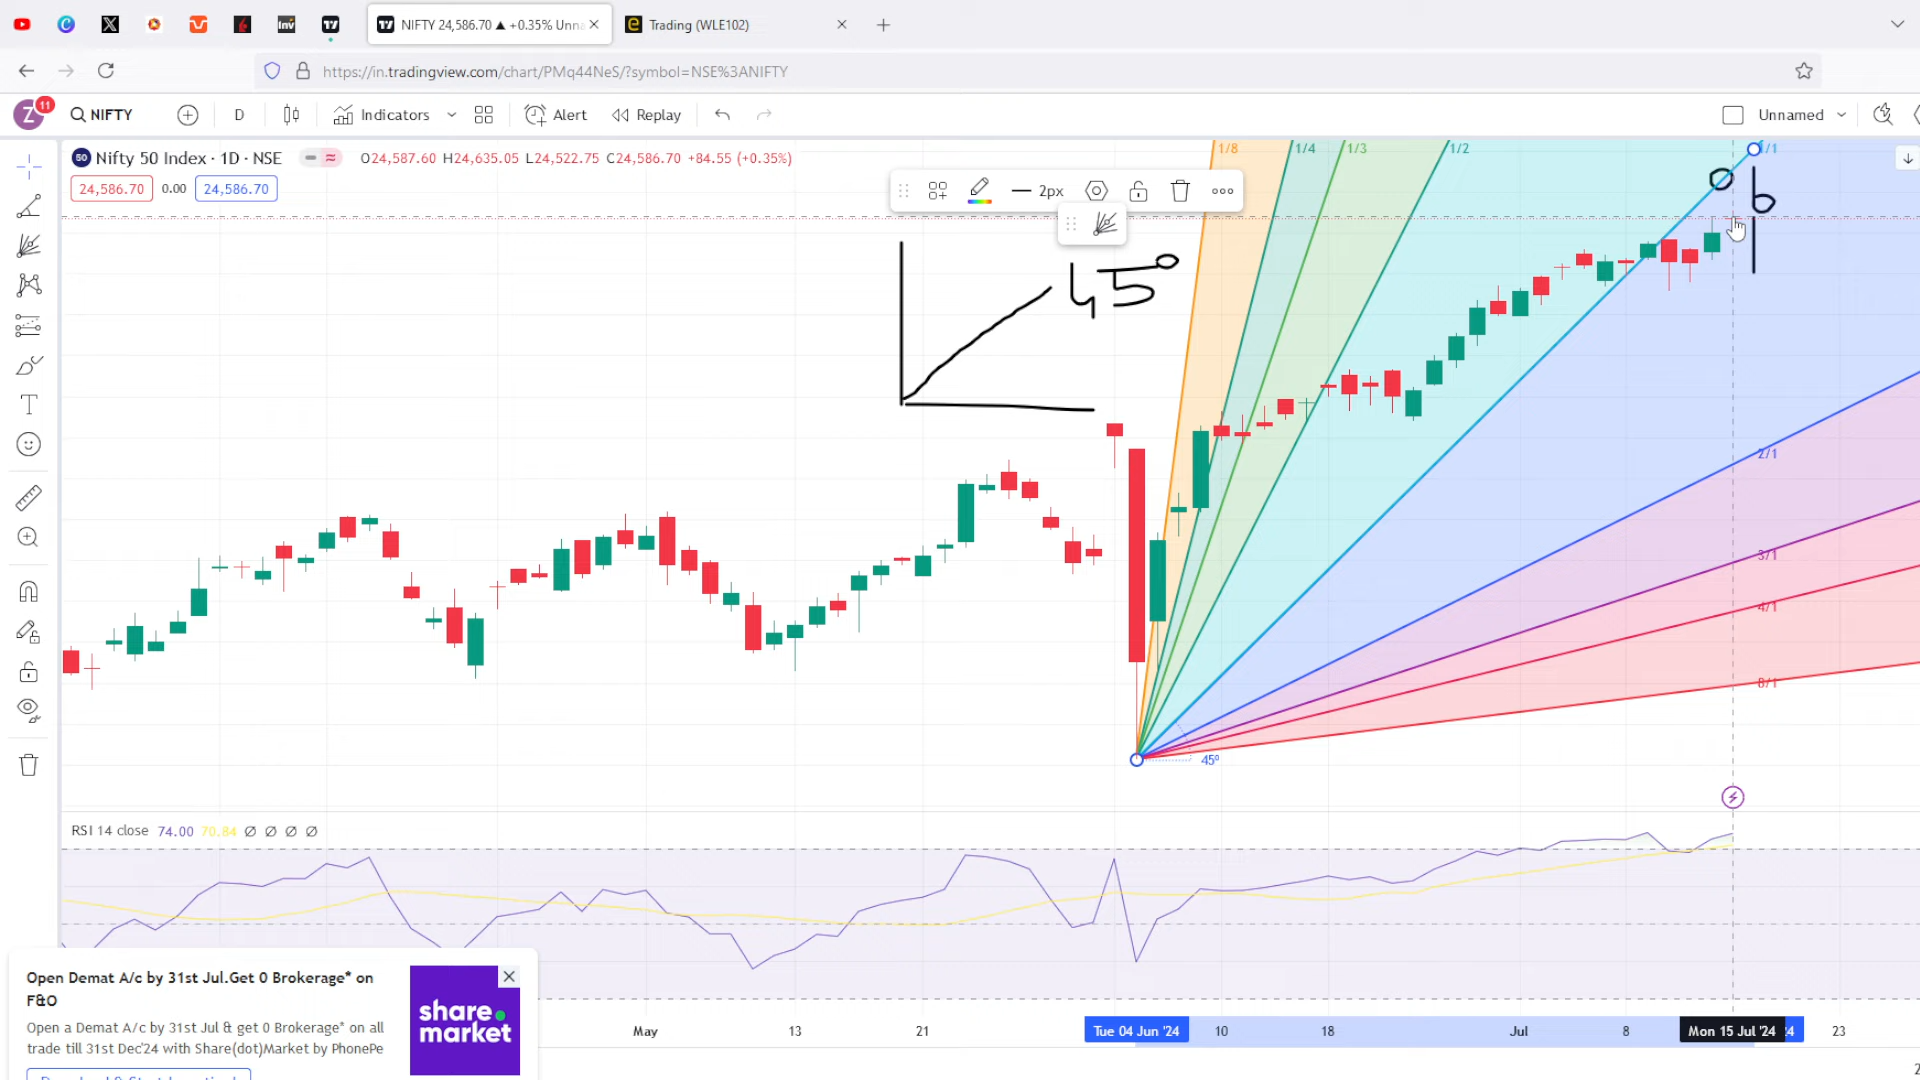 NIFTY 24,586.70 ▲ +0.35% Unna
Trading (WLE102)
https://in.tradingview.com/chart/PMq44NeS/?symbol=NSE%3ANIFTY
Z
11
NIFTY
D
Indicators
Alert
Replay
Unnamed
50
Nifty 50 Index · 1D · NSE
O24,587.60 H24,635.05 L24,522.75 C24,586.70 +84.55 (+0.35%)
24,586.70
0.00
24,586.70
2px
1/8
1/4
1/3
1/2
1/1
45°
2/1
3/1
4/1
8/1
45º
RSI 14 close 74.00 70.84 Ø Ø Ø Ø
Open Demat A/c by 31st Jul.Get 0 Brokerage* on
F&O
Open a Demat A/c by 31st Jul & get 0 Brokerage* on all
trade till 31st Dec'24 with Share(dot)Market by PhonePe
share.
market
May
13
21
Tue 04 Jun '24
10
18
Jul
8
Mon 15 Jul '24
23